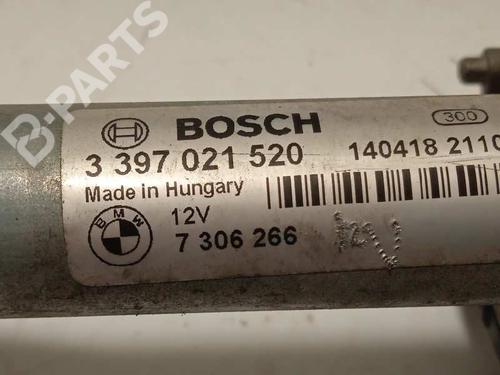 B-PARTS
BOSCH
300
3 397 021 520
140418 2110
Made in Hungary
BMW
12V
7 306 266